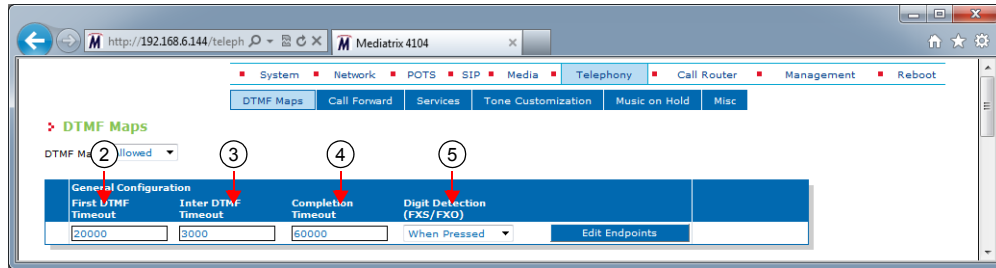 http://192.168.6.144/teleph
Mediatrix 4104
System Network POTS SIP Media Telephony Call Router Management Reboot
DTMF Maps Call Forward Services Tone Customization Music on Hold Misc
DTMF Maps
DTMF Ma llowed
2 3 4 5
General Configuration
First DTMF Timeout Inter DTMF Timeout Completion Timeout Digit Detection (FXS/FXO)
20000 3000 60000 When Pressed Edit Endpoints